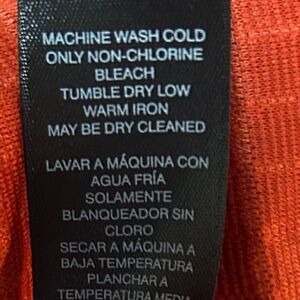 MACHINE WASH COLD
ONLY NON-CHLORINE
BLEACH
TUMBLE DRY LOW
WARM IRON
MAY BE DRY CLEANED
LAVAR A MÁQUINA CON
AGUA FRÍA
SOLAMENTE
BLANQUEADOR SIN
CLORO
SECAR A MÁQUINA A
BAJA TEMPERATURA
PLANCHAR A
TEMPERATURA MEDIA